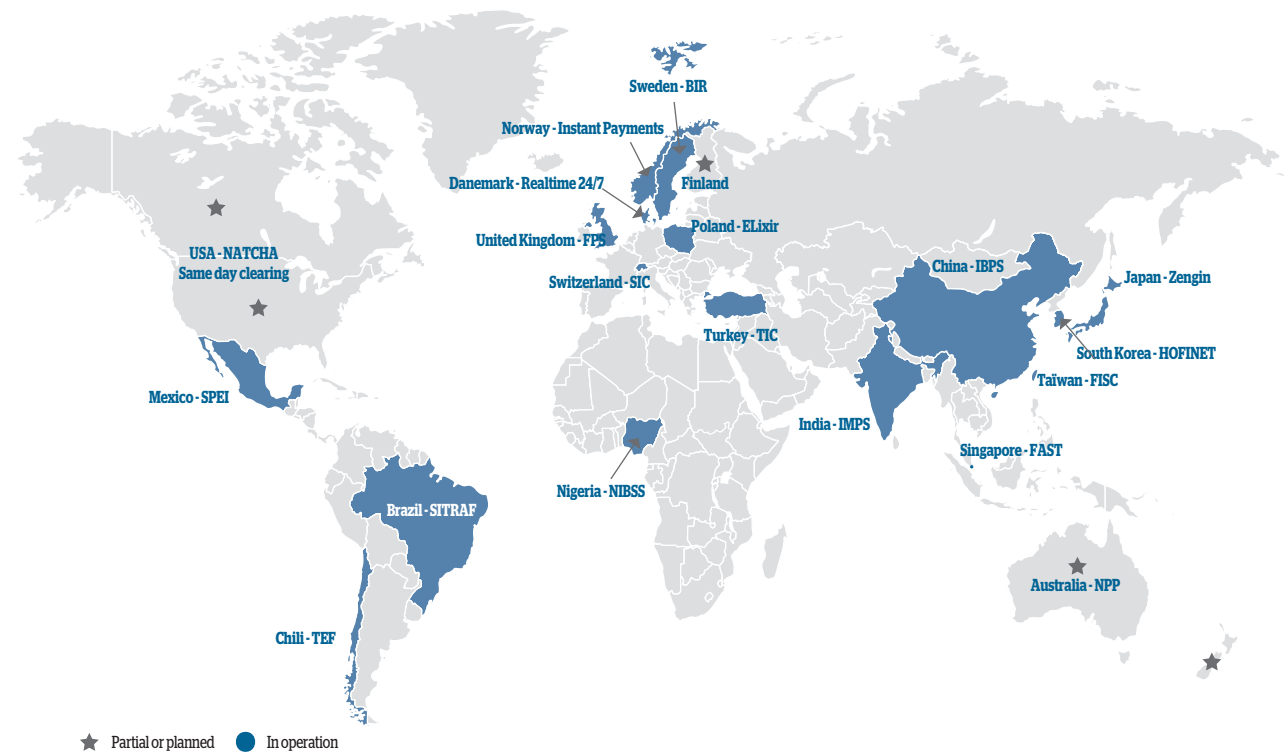 Sweden - BIR
Norway - Instant Payments
Danemark - Realtime 24/7
Finland
Poland - ELixir
United Kingdom - FPS
USA - NATCHA
Same day clearing
China - IBPS
Japan - Zengin
Switzerland - SIC
Turkey - TIC
South Korea - HOFINET
Taïwan - FISC
Mexico - SPEI
India - IMPS
Singapore - FAST
Nigeria - NIBSS
Brazil - SITRAF
Australia - NPP
Chili - TEF
Partial or planned
In operation